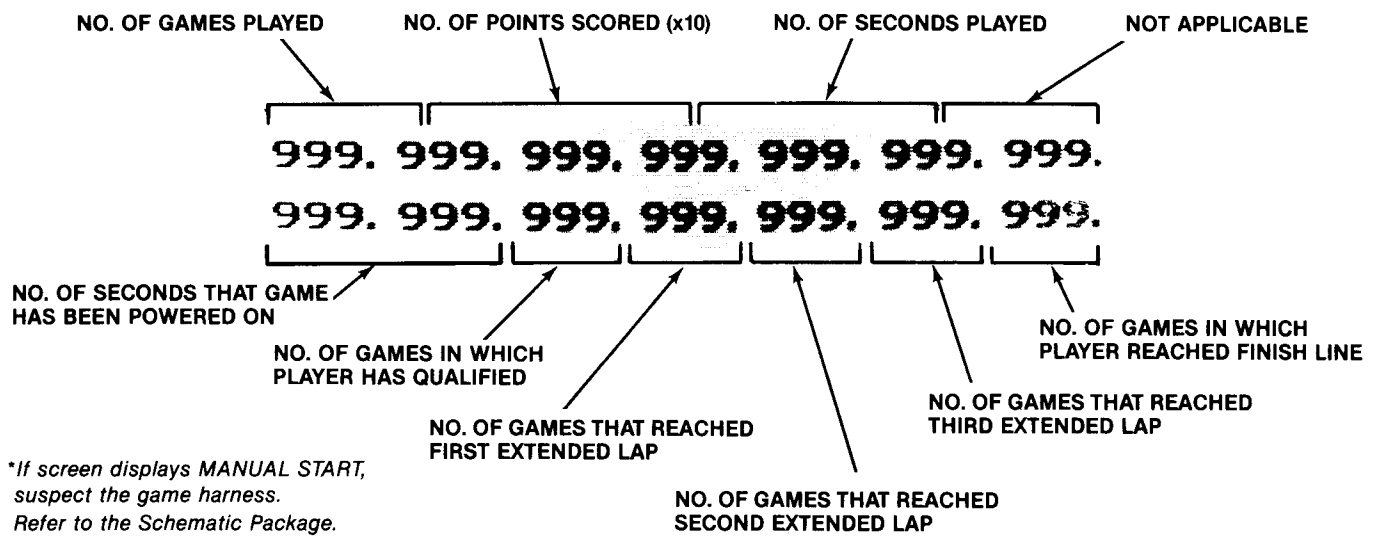 NO. OF GAMES PLAYED
NO. OF POINTS SCORED (x10)
NO. OF SECONDS PLAYED
NOT APPLICABLE
999. 999. 999. 999. 999. 999. 999.
999. 999. 999. 999. 999. 999. 999.
NO. OF SECONDS THAT GAME
HAS BEEN POWERED ON
NO. OF GAMES IN WHICH
PLAYER HAS QUALIFIED
NO. OF GAMES THAT REACHED
FIRST EXTENDED LAP
NO. OF GAMES THAT REACHED
SECOND EXTENDED LAP
NO. OF GAMES THAT REACHED
THIRD EXTENDED LAP
NO. OF GAMES IN WHICH
PLAYER REACHED FINISH LINE
*If screen displays MANUAL START,
suspect the game harness.
Refer to the Schematic Package.